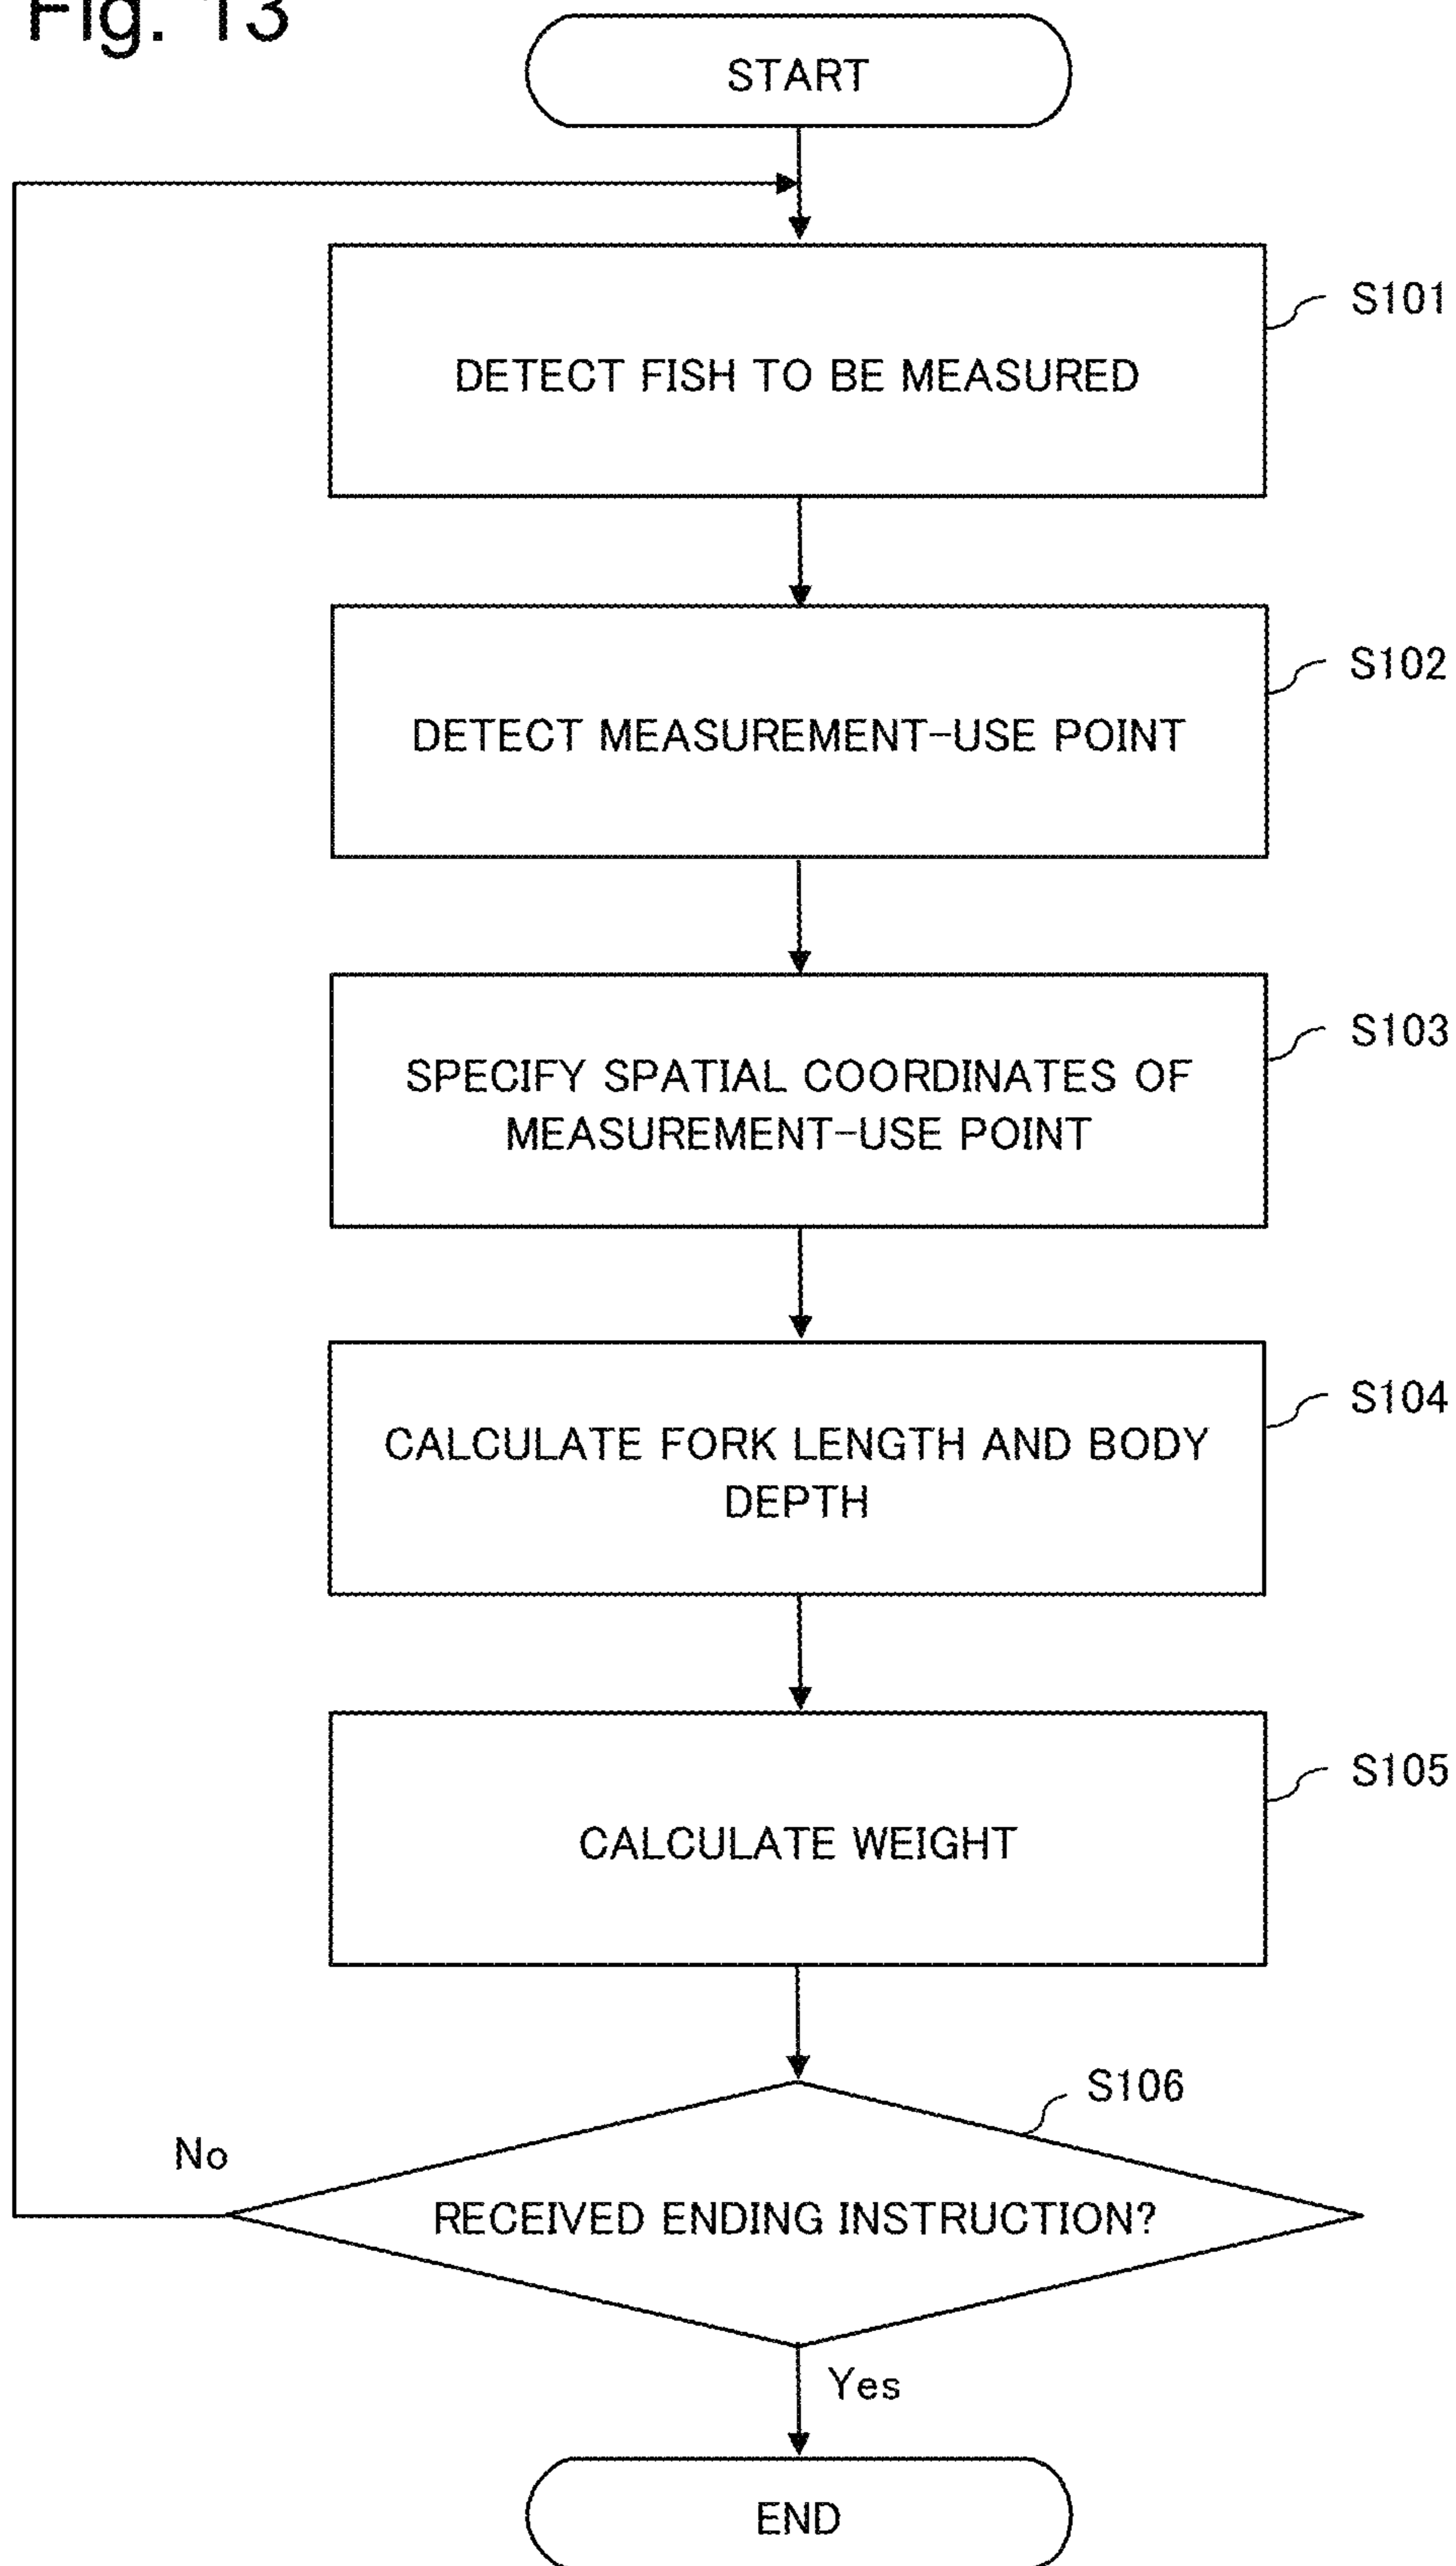 Fig. 13
START
S101
DETECT FISH TO BE MEASURED
S102
DETECT MEASUREMENT-USE POINT
S103
SPECIFY SPATIAL COORDINATES OF
MEASUREMENT-USE POINT
S104
CALCULATE FORK LENGTH AND BODY
DEPTH
S105
CALCULATE WEIGHT
S106
No
RECEIVED ENDING INSTRUCTION?
Yes
END